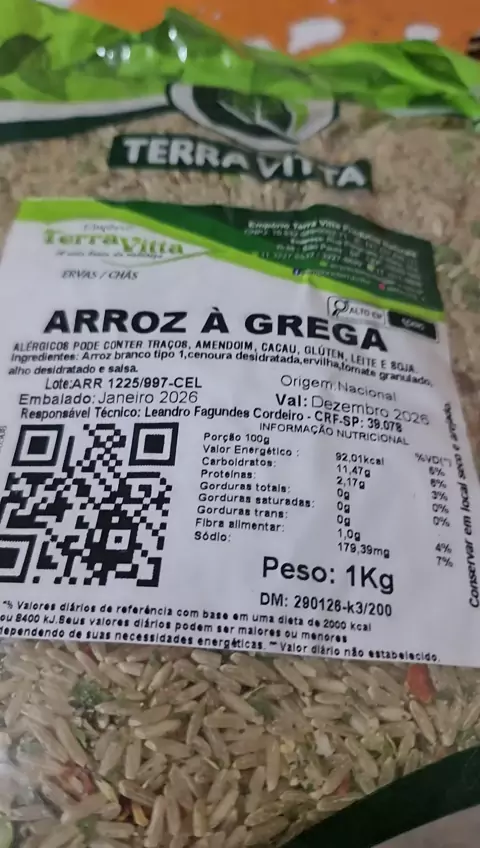 TERRA VITTA
Empório
TerraVitta
ERVAS / CHÁS
ALTO EM
SÓDIO
ARROZ À GREGA
ALÉRGICOS PODE CONTER TRAÇOS, AMENDOIM, CACAU, GLÚTEN, LEITE E SOJA.
Ingredientes: Arroz branco tipo 1,cenoura desidratada,ervilha,tomate granulado,
alho desidratado e salsa.
Lote:ARR 1225/997-CEL
Origem:Nacional
Embalado: Janeiro 2026
Val: Dezembro 2026
Responsável Técnico: Leandro Fagundes Cordeiro - CRF-SP: 39.078
INFORMAÇÃO NUTRICIONAL
Porção 100g %VD(*)
Valor Energético : 92,01kcal 5%
Carboidratos: 11,47g 6%
Proteínas: 2,17g 3%
Gorduras totais: 0g 0%
Gorduras saturadas: 0g 0%
Gorduras trans: 0g
Fibra alimentar: 1,0g 4%
Sódio: 179,39mg 7%
Peso: 1Kg
DM: 290126-k3/200
Conservar em local seco e arejado.
*% Valores diários de referência com base em uma dieta de 2000 kcal
ou 8400 kJ.Seus valores diários podem ser maiores ou menores
dependendo de suas necessidades energéticas. ** Valor diário não estabelecido.